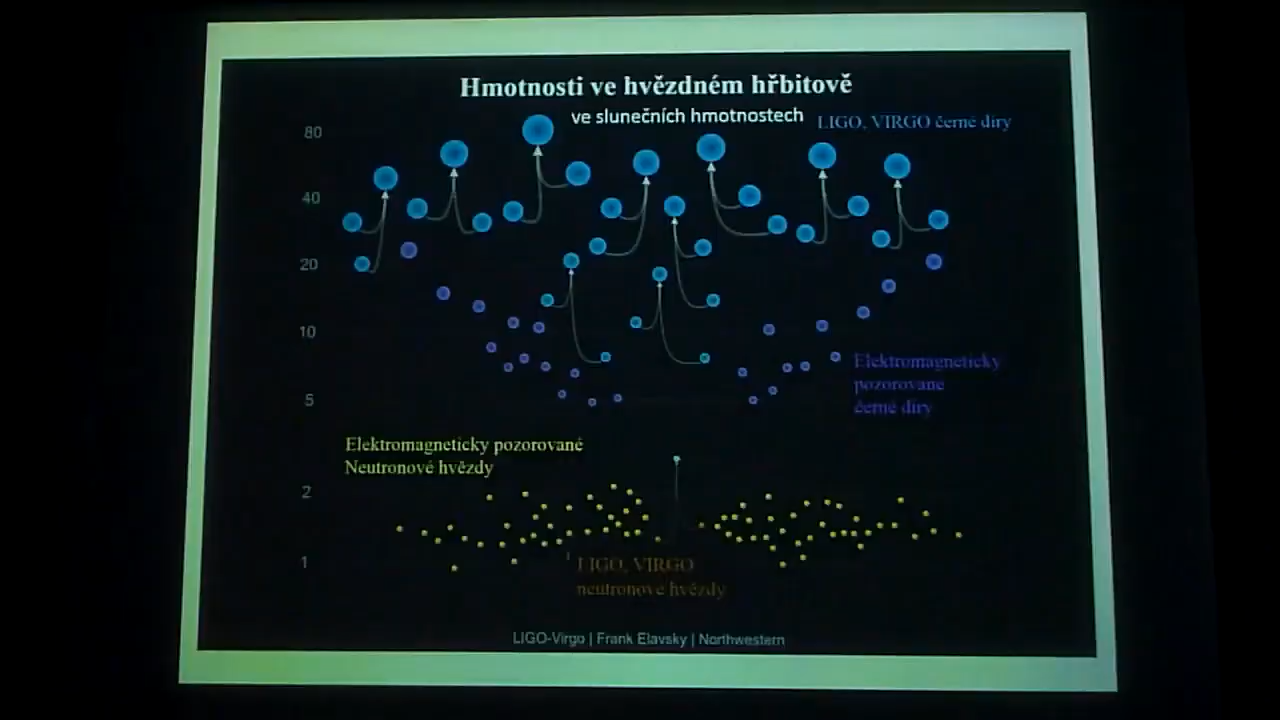 Hmotnosti ve hvězdném hřbitově
ve slunečních hmotnostech
LIGO, VIRGO černé díry
80
40
20
10
5
Elektromagneticky
pozorované
černé díry
Elektromagneticky pozorované
Neutronové hvězdy
2
1
LIGO, VIRGO
neutronové hvězdy
LIGO-Virgo | Frank Elavsky | Northwestern